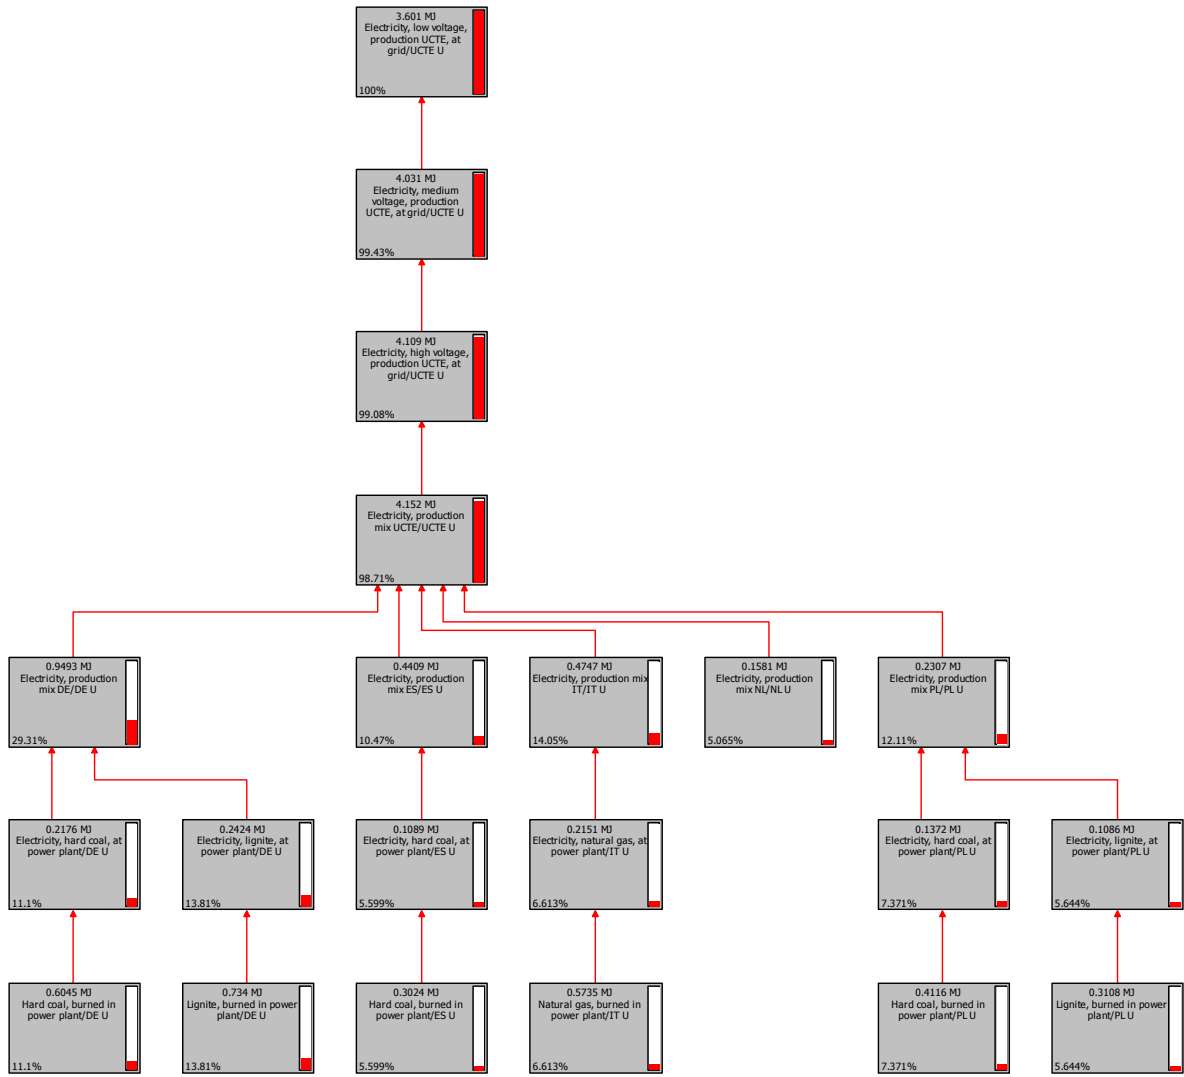 3.601 MJ
Electricity, low voltage,
production UCTE, at
grid/UCTE U
100%
4.031 MJ
Electricity, medium
voltage, production
UCTE, at grid/UCTE U
99.43%
4.109 MJ
Electricity, high voltage,
production UCTE, at
grid/UCTE U
99.08%
4.152 MJ
Electricity, production
mix UCTE/UCTE U
98.71%
0.9493 MJ
Electricity, production
mix DE/DE U
29.31%
0.4409 MJ
Electricity, production
mix ES/ES U
10.47%
0.4747 MJ
Electricity, production mix
IT/IT U
14.05%
0.1581 MJ
Electricity, production
mix NL/NL U
5.065%
0.2307 MJ
Electricity, production
mix PL/PL U
12.11%
0.2176 MJ
Electricity, hard coal, at
power plant/DE U
11.1%
0.2424 MJ
Electricity, lignite, at
power plant/DE U
13.81%
0.1089 MJ
Electricity, hard coal, at
power plant/ES U
5.599%
0.2151 MJ
Electricity, natural gas, at
power plant/IT U
6.613%
0.1372 MJ
Electricity, hard coal, at
power plant/PL U
7.371%
0.1086 MJ
Electricity, lignite, at
power plant/PL U
5.644%
0.6045 MJ
Hard coal, burned in
power plant/DE U
11.1%
0.734 MJ
Lignite, burned in power
plant/DE U
13.81%
0.3024 MJ
Hard coal, burned in
power plant/ES U
5.599%
0.5735 MJ
Natural gas, burned in
power plant/IT U
6.613%
0.4116 MJ
Hard coal, burned in
power plant/PL U
7.371%
0.3108 MJ
Lignite, burned in power
plant/PL U
5.644%